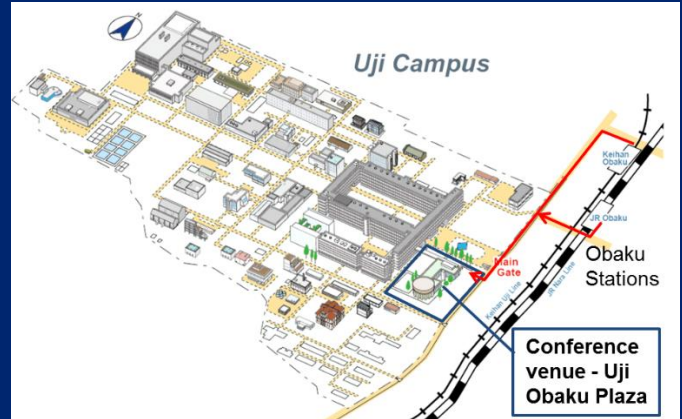 Uji Campus
Keihan
Obaku
JR Obaku
Obaku
Stations
Main
Gate
Keihan Uji Line
JR Nara Line
Conference
venue - Uji
Obaku Plaza